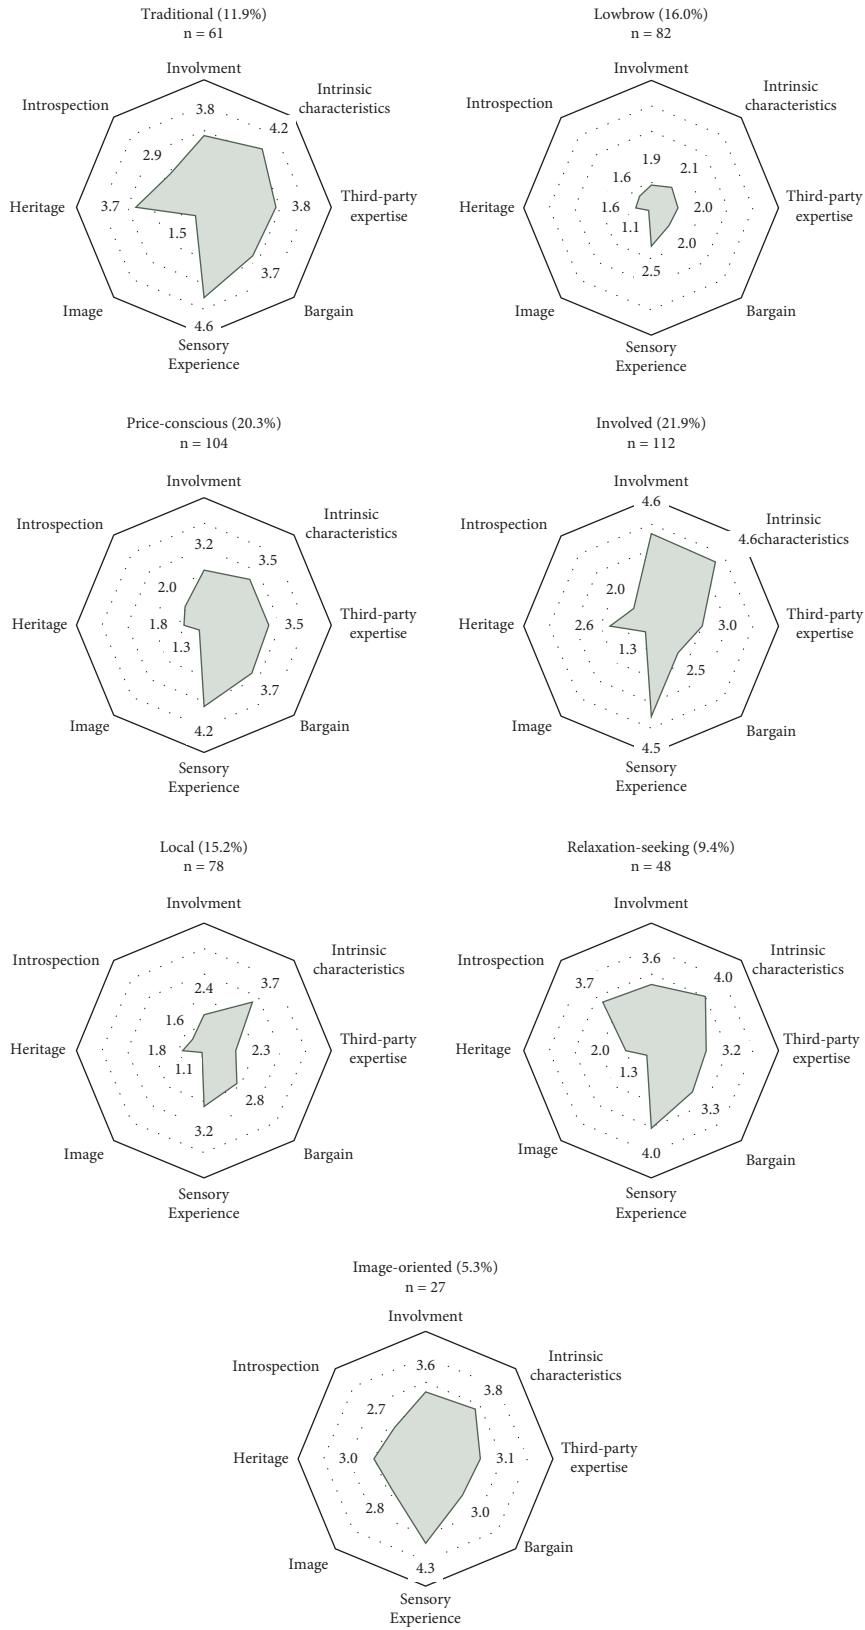 Traditional (11.9%)
n = 61
Involvment
3.8
Intrinsic
characteristics
4.2
Third-party
expertise
3.8
Bargain
3.7
Sensory
Experience
4.6
Image
1.5
Heritage
3.7
Introspection
2.9
Lowbrow (16.0%)
n = 82
Involvment
1.9
Intrinsic
characteristics
2.1
Third-party
expertise
2.0
Bargain
2.0
Sensory
Experience
2.5
Image
1.1
Heritage
1.6
Introspection
1.6
Price-conscious (20.3%)
n = 104
Involvment
3.2
Intrinsic
characteristics
3.5
Third-party
expertise
3.5
Bargain
3.7
Sensory
Experience
4.2
Image
1.3
Heritage
1.8
Introspection
2.0
Involved (21.9%)
n = 112
Involvment
4.6
Intrinsic
4.6characteristics
Third-party
expertise
3.0
Bargain
2.5
Sensory
Experience
4.5
Image
1.3
Heritage
2.6
Introspection
2.0
Local (15.2%)
n = 78
Involvment
2.4
Intrinsic
characteristics
3.7
Third-party
expertise
2.3
Bargain
2.8
Sensory
Experience
3.2
Image
1.1
Heritage
1.8
Introspection
1.6
Relaxation-seeking (9.4%)
n = 48
Involvment
3.6
Intrinsic
characteristics
4.0
Third-party
expertise
3.2
Bargain
3.3
Sensory
Experience
4.0
Image
1.3
Heritage
2.0
Introspection
3.7
Image-oriented (5.3%)
n = 27
Involvment
3.6
Intrinsic
characteristics
3.8
Third-party
expertise
3.1
Bargain
3.0
Sensory
Experience
4.3
Image
2.8
Heritage
3.0
Introspection
2.7